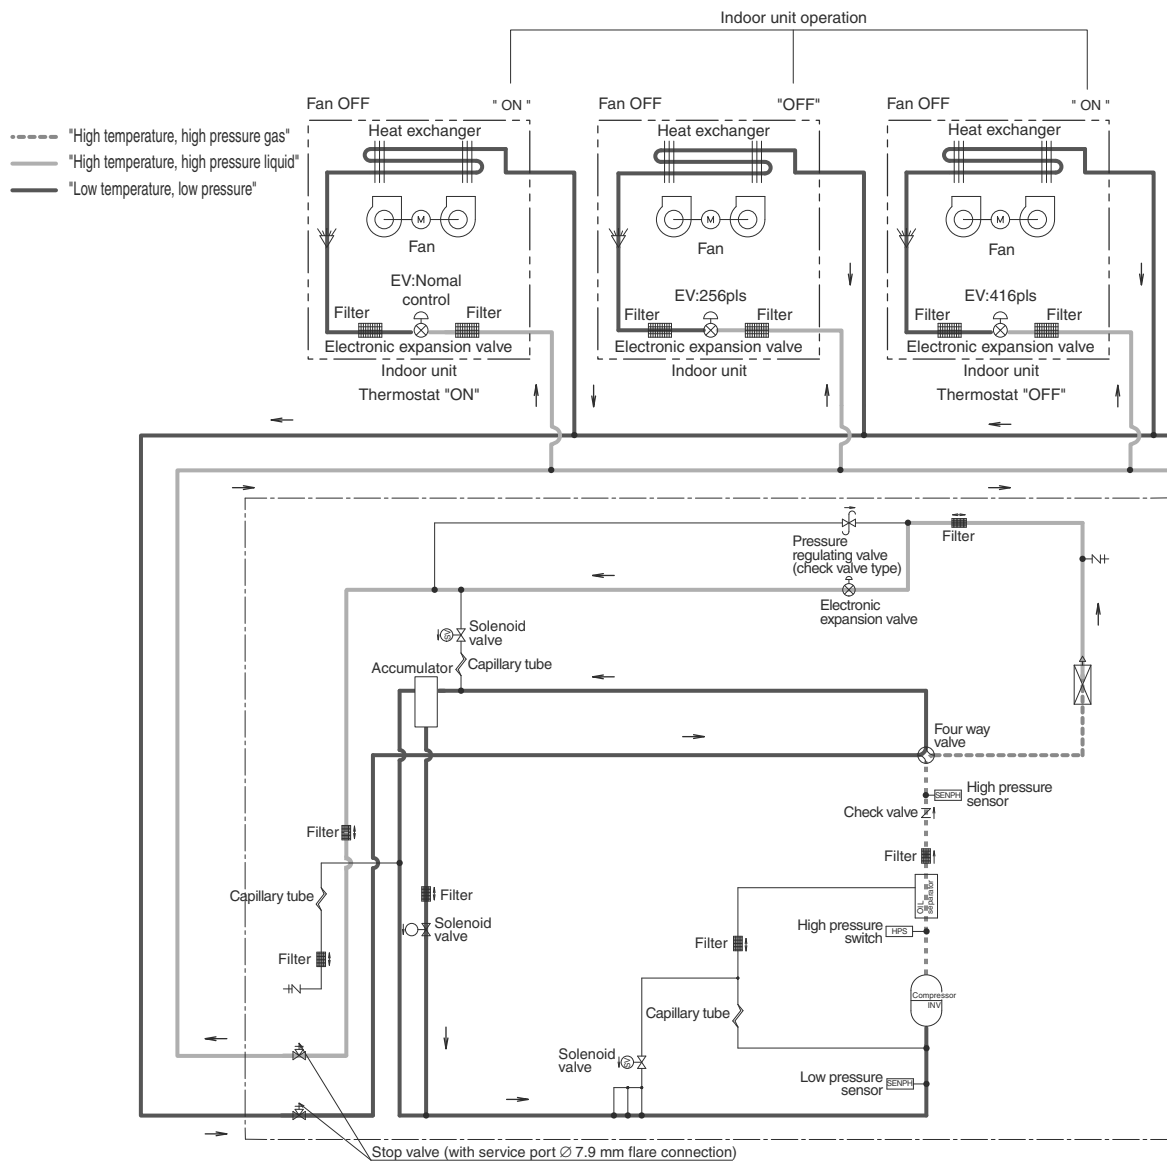 Indoor unit operation
Fan OFF
" ON "
Fan OFF
"OFF"
Fan OFF
" ON "
"High temperature, high pressure gas"
"High temperature, high pressure liquid"
"Low temperature, low pressure"
Heat exchanger
Heat exchanger
Heat exchanger
M
M
M
Fan
Fan
Fan
EV:Nomal
control
EV:256pls
EV:416pls
Filter
Filter
Filter
Filter
Filter
Filter
Electronic expansion valve
Electronic expansion valve
Electronic expansion valve
Indoor unit
Indoor unit
Indoor unit
Thermostat "ON"
Thermostat "OFF"
Pressure
regulating valve
(check valve type)
Filter
Electronic
expansion valve
SV
Solenoid
valve
Accumulator
Capillary tube
Four way
valve
SENPH
High pressure
sensor
Check valve
Filter
Filter
Capillary tube
Filter
Solenoid
valve
OIL
separator
High pressure
switch
HPS
Filter
Filter
Compressor
INV
Capillary tube
Solenoid
valve
SV
Low pressure
sensor
SENPH
Stop valve (with service port Ø 7.9 mm flare connection)